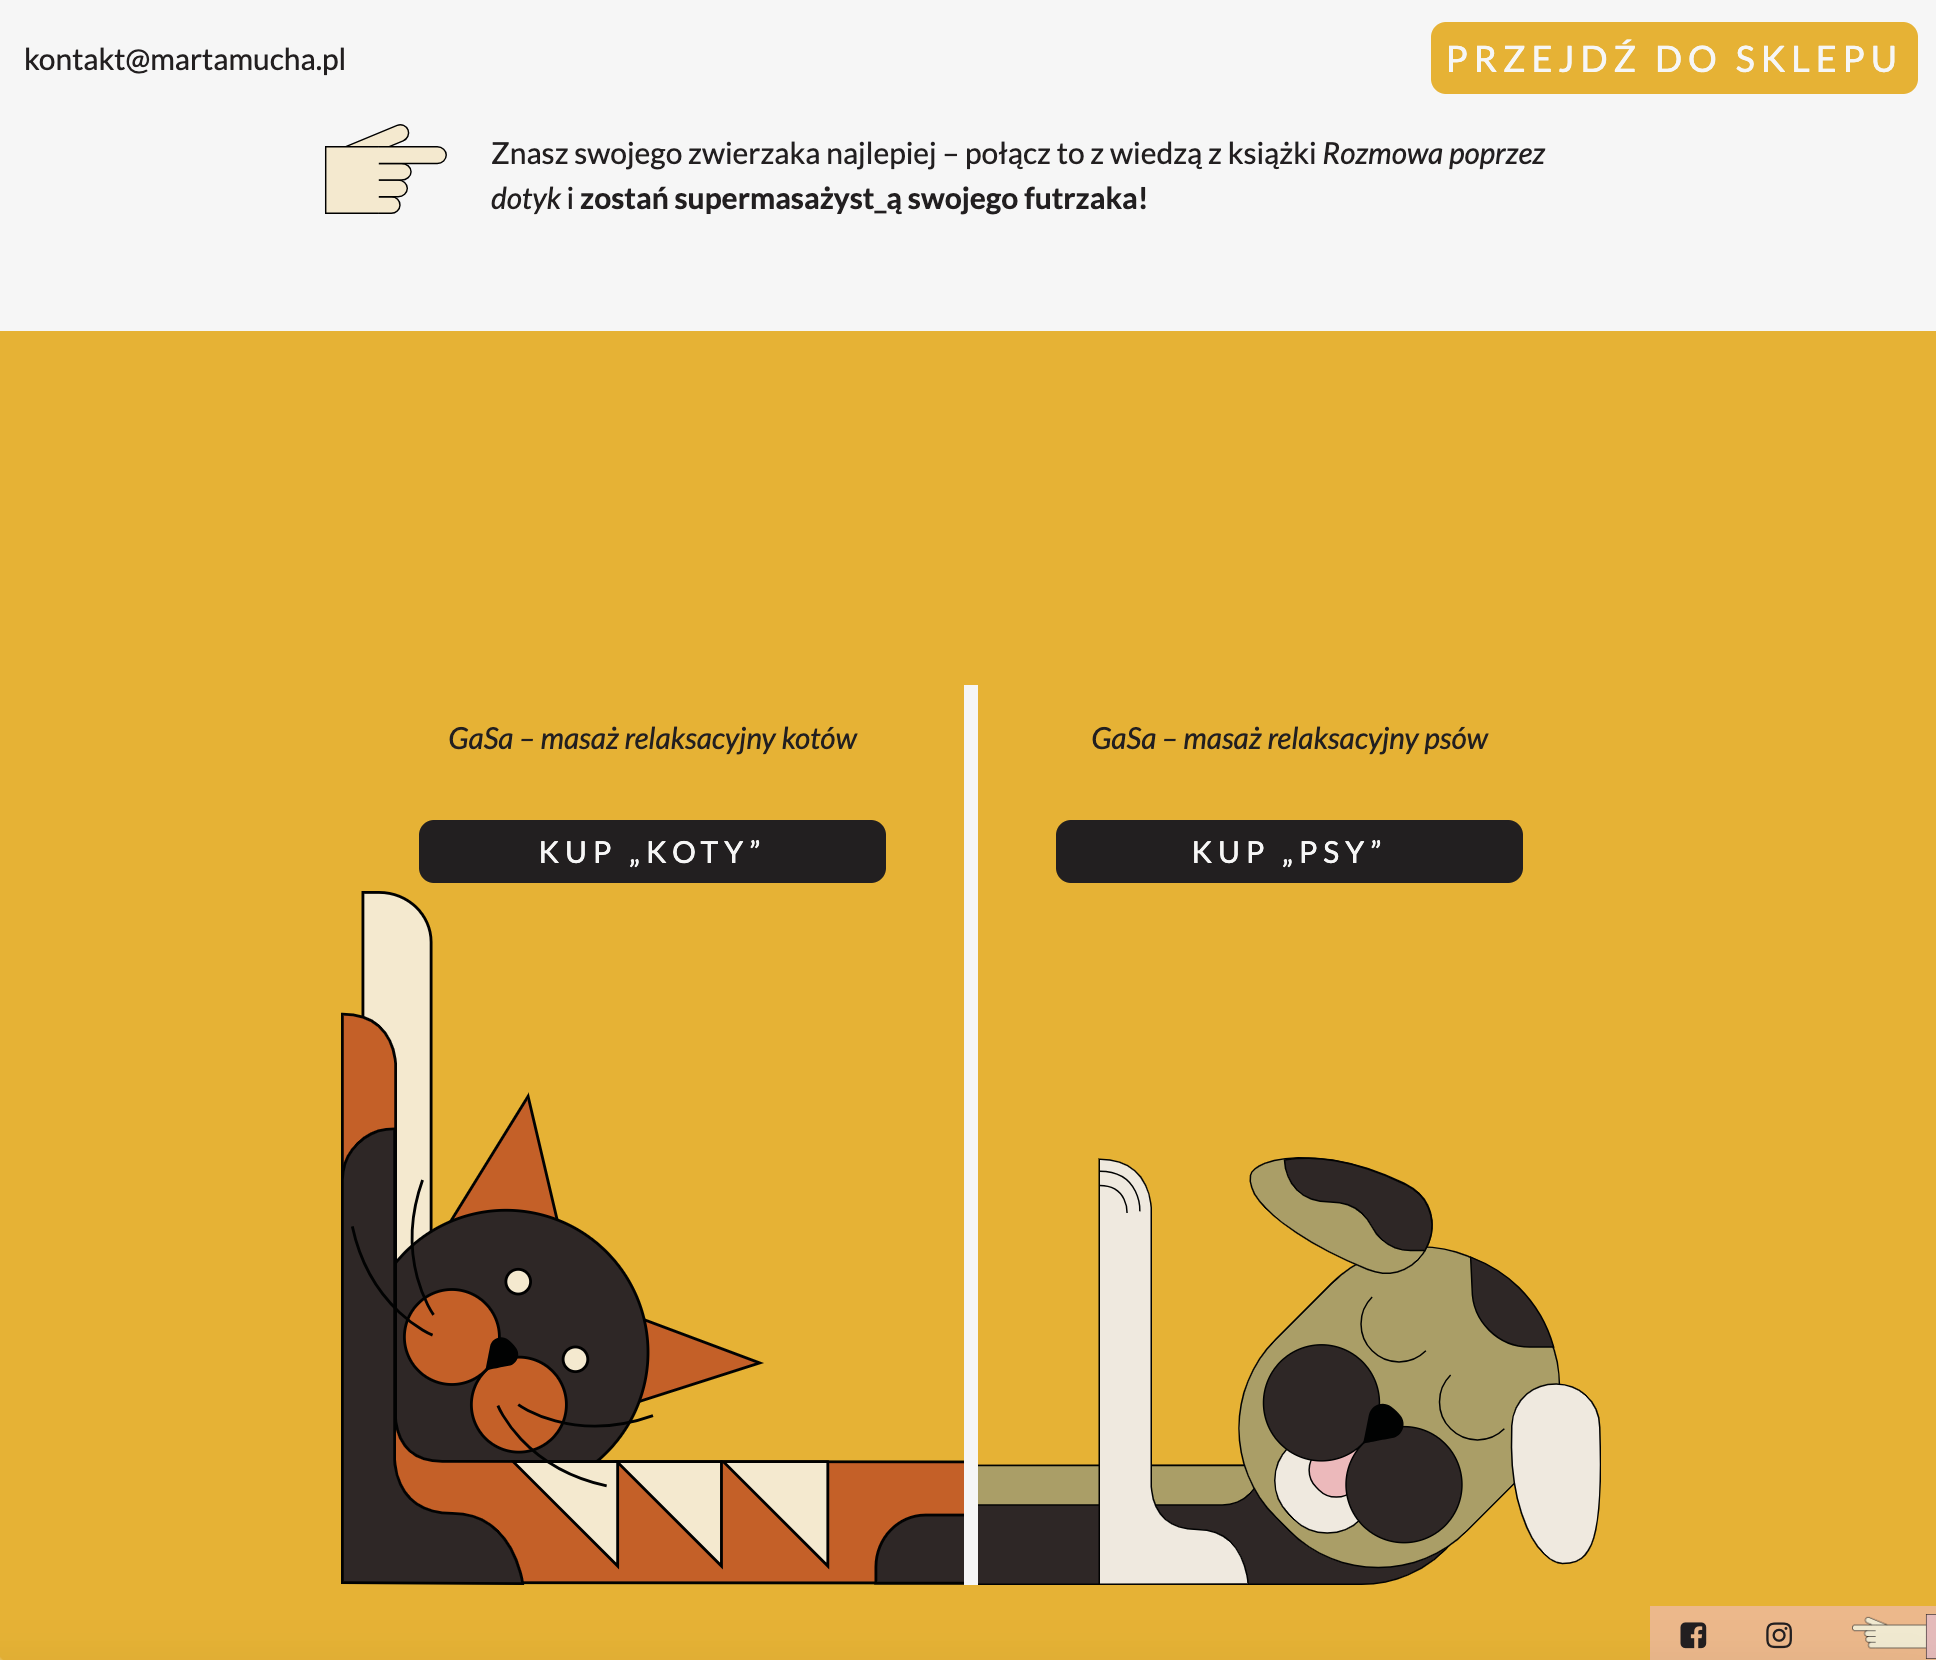 kontakt@martamucha.pl
PRZEJDŹ DO SKLEPU
Znasz swojego zwierzaka najlepiej – połącz to z wiedzą z książki Rozmowa poprzez
dotyk i zostań supermasażyst_ą swojego futrzaka!
GaSa – masaż relaksacyjny kotów
KUP „KOTY”
GaSa – masaż relaksacyjny psów
KUP „PSY”